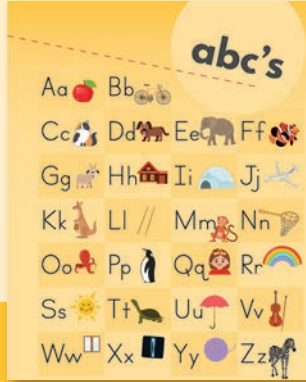 abc's
Aa Bb
Cc Dd Ee Ff
Gg Hh Ii Jj
Kk Ll Mm Nn
Oo Pp Qq Rr
Ss Tt Uu Vv
Ww Xx Yy Zz